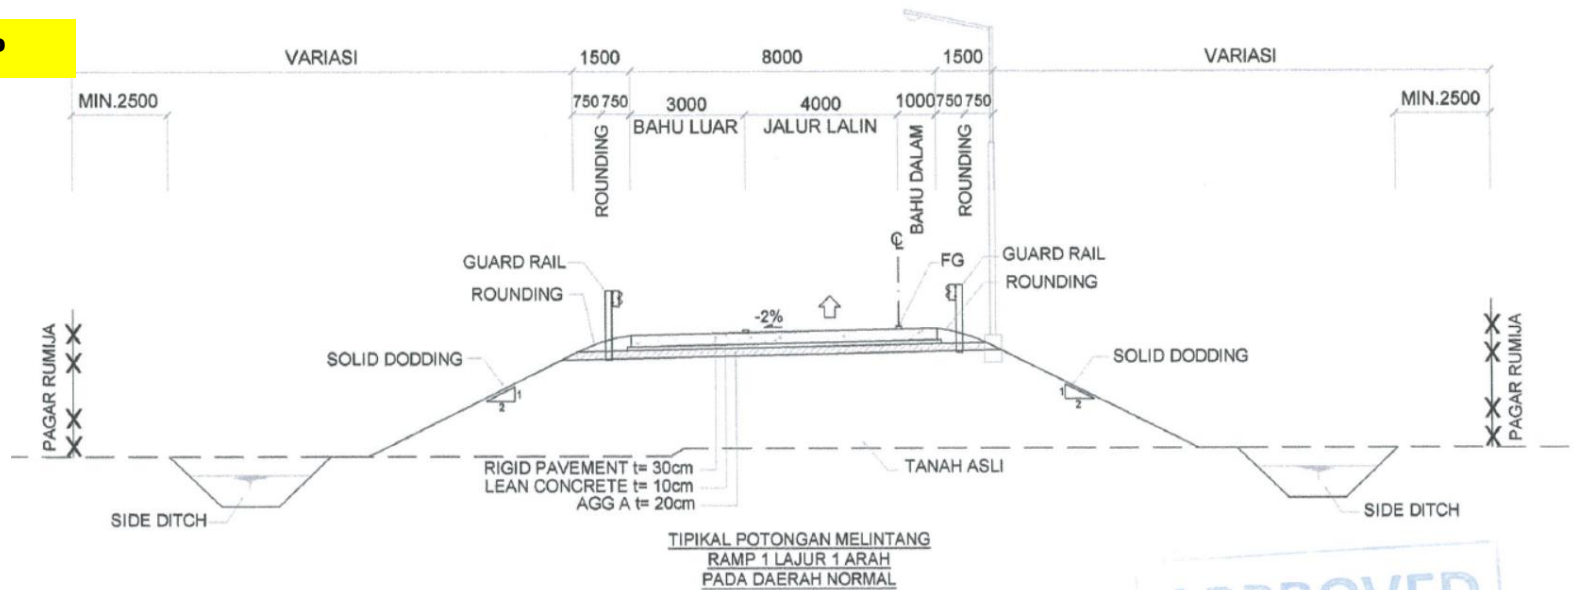 P
VARIASI 1500 8000 1500 VARIASI
MIN.2500 750 750 3000 4000 1000 750 750 MIN.2500
BAHU LUAR JALUR LALIN
ROUNDING BAHU DALAM ROUNDING
℄
GUARD RAIL FG GUARD RAIL
ROUNDING ROUNDING
-2%
PAGAR RUMIJA PAGAR RUMIJA
SOLID DODDING SOLID DODDING
1 1
2 2
RIGID PAVEMENT t= 30cm TANAH ASLI
LEAN CONCRETE t= 10cm
AGG A t= 20cm
SIDE DITCH SIDE DITCH
TIPIKAL POTONGAN MELINTANG
RAMP 1 LAJUR 1 ARAH
PADA DAERAH NORMAL
APPROVED